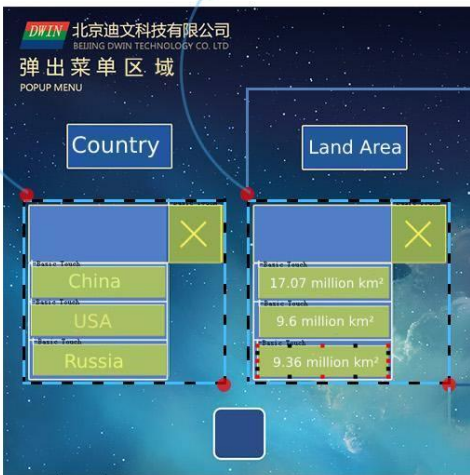 DWIN 北京迪文科技有限公司
BEIJING DWIN TECHNOLOGY CO. LTD
弹出菜单区域
POPUP MENU
Country
Land Area
Basic Touch
China
Basic Touch
USA
Basic Touch
Russia
Basic Touch
17.07 million km²
Basic Touch
9.6 million km²
Basic Touch
9.36 million km²